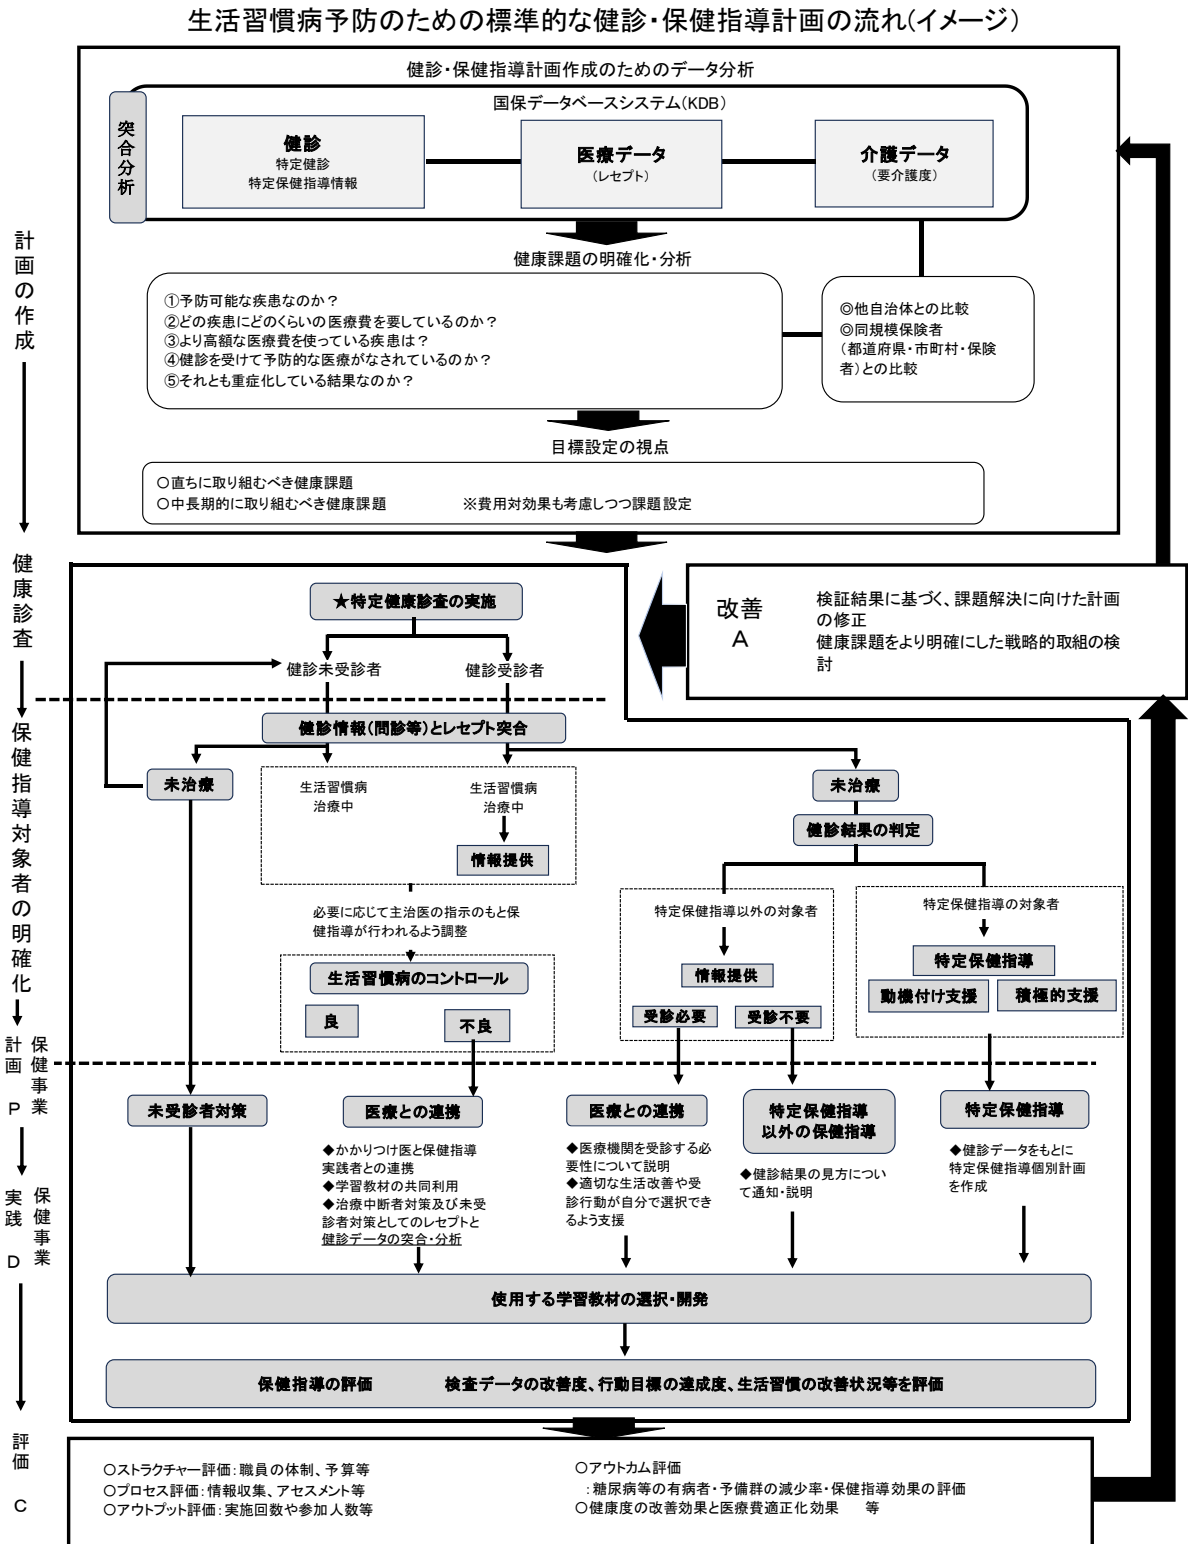 生活習慣病予防のための標準的な健診・保健指導計画の流れ(イメージ)
健診・保健指導計画作成のためのデータ分析
国保データベースシステム(KDB)
突合分析
健診
特定健診
特定保健指導情報
医療データ
(レセプト)
介護データ
(要介護度)
計画の作成
健康課題の明確化・分析
①予防可能な疾患なのか?
②どの疾患にどのくらいの医療費を要しているのか?
③より高額な医療費を使っている疾患は?
④健診を受けて予防的な医療がなされているのか?
⑤それとも重症化している結果なのか?
◎他自治体との比較
◎同規模保険者
(都道府県・市町村・保険
者)との比較
目標設定の視点
○直ちに取り組むべき健康課題
○中長期的に取り組むべき健康課題 ※費用対効果も考慮しつつ課題設定
健康診査
★特定健康診査の実施
健診未受診者
健診受診者
改善
A
検証結果に基づく、課題解決に向けた計画
の修正
健康課題をより明確にした戦略的取組の検
討
保健指導対象者の明確化
健診情報(問診等)とレセプト突合
未治療
生活習慣病
治療中
生活習慣病
治療中
情報提供
未治療
健診結果の判定
必要に応じて主治医の指示のもと保
健指導が行われるよう調整
生活習慣病のコントロール
良
不良
特定保健指導以外の対象者
情報提供
受診必要
受診不要
特定保健指導の対象者
特定保健指導
動機付け支援
積極的支援
保健事業
計画 P
未受診者対策
医療との連携
◆かかりつけ医と保健指導
実践者との連携
◆学習教材の共同利用
◆治療中断者対策及び未受
診者対策としてのレセプトと
健診データの突合・分析
医療との連携
◆医療機関を受診する必
要性について説明
◆適切な生活改善や受
診行動が自分で選択でき
るよう支援
特定保健指導
以外の保健指導
◆健診結果の見方につい
て通知・説明
特定保健指導
◆健診データをもとに
特定保健指導個別計画
を作成
保健事業
実践 D
使用する学習教材の選択・開発
保健指導の評価 検査データの改善度、行動目標の達成度、生活習慣の改善状況等を評価
評価 C
○ストラクチャー評価:職員の体制、予算等
○プロセス評価:情報収集、アセスメント等
○アウトプット評価:実施回数や参加人数等
○アウトカム評価
:糖尿病等の有病者・予備群の減少率・保健指導効果の評価
○健康度の改善効果と医療費適正化効果 等